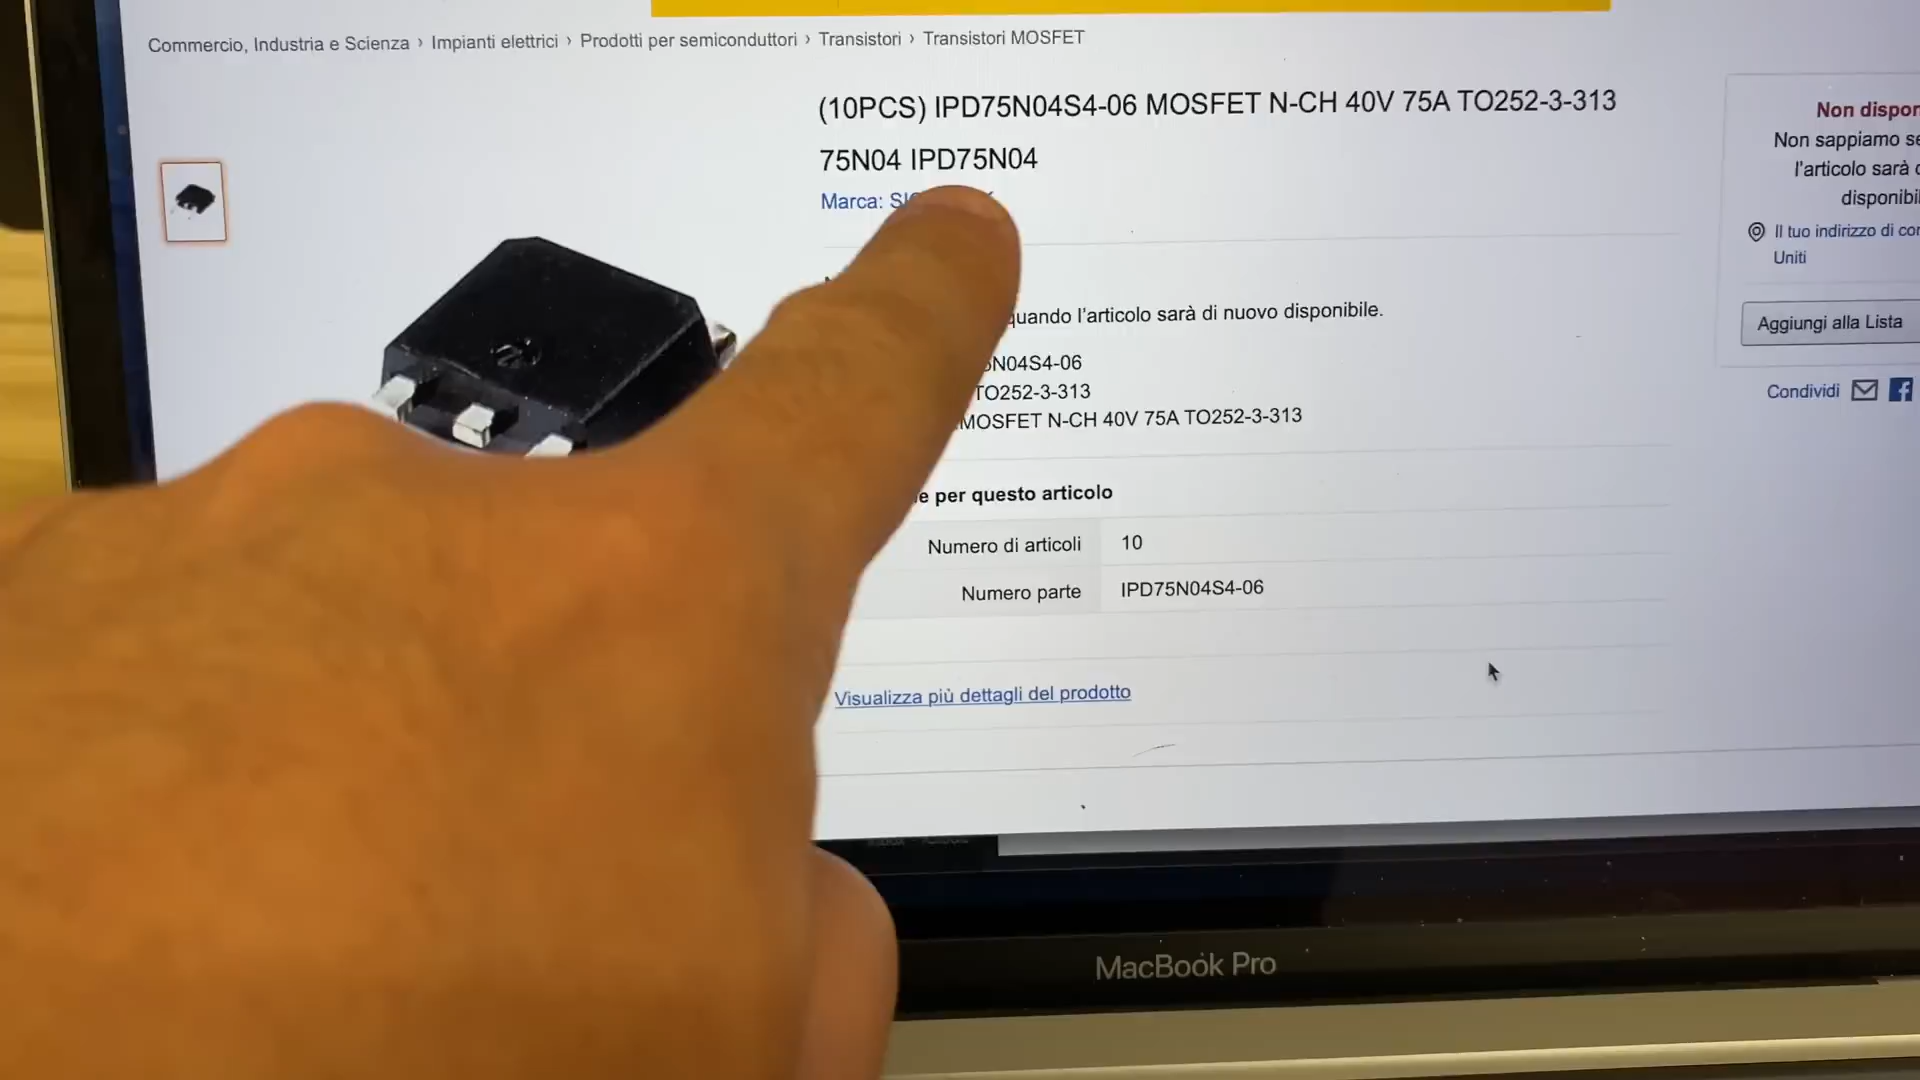 Commercio, Industria e Scienza › Impianti elettrici › Prodotti per semiconduttori › Transistori › Transistori MOSFET
(10PCS) IPD75N04S4-06 MOSFET N-CH 40V 75A TO252-3-313
75N04 IPD75N04
Marca:
quando l'articolo sarà di nuovo disponibile.
N04S4-06
TO252-3-313
MOSFET N-CH 40V 75A TO252-3-313
per questo articolo
Numero di articoli 10
Numero parte IPD75N04S4-06
Visualizza più dettagli del prodotto
Non dispon
Non sappiamo se
l'articolo sarà
disponibil
Il tuo indirizzo di con
Uniti
Aggiungi alla Lista
Condividi
MacBook Pro